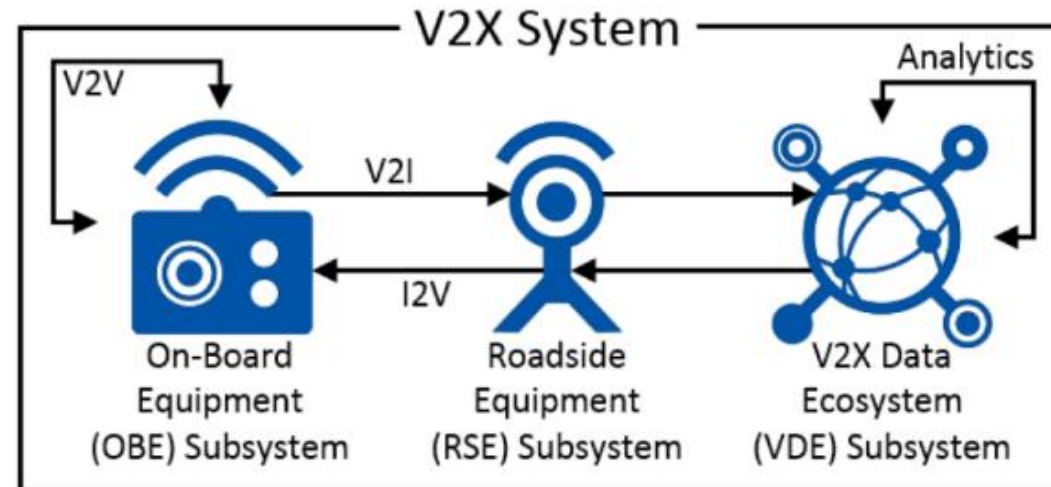 V2X System
V2V
Analytics
V2I
I2V
On-Board
Equipment
(OBE) Subsystem
Roadside
Equipment
(RSE) Subsystem
V2X Data
Ecosystem
(VDE) Subsystem